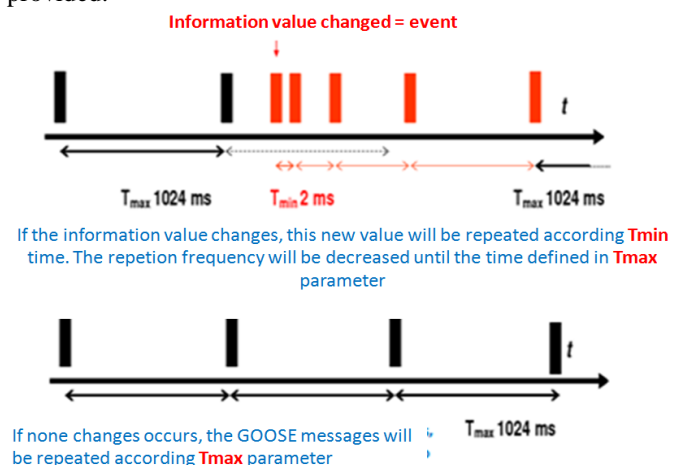 provided.
Information value changed = event
t
Tmax 1024 ms
Tmin 2 ms
Tmax 1024 ms
If the information value changes, this new value will be repeated according Tmin
time. The repetion frequency will be decreased until the time defined in Tmax
parameter
t
Tmax 1024 ms
If none changes occurs, the GOOSE messages will
be repeated according Tmax parameter